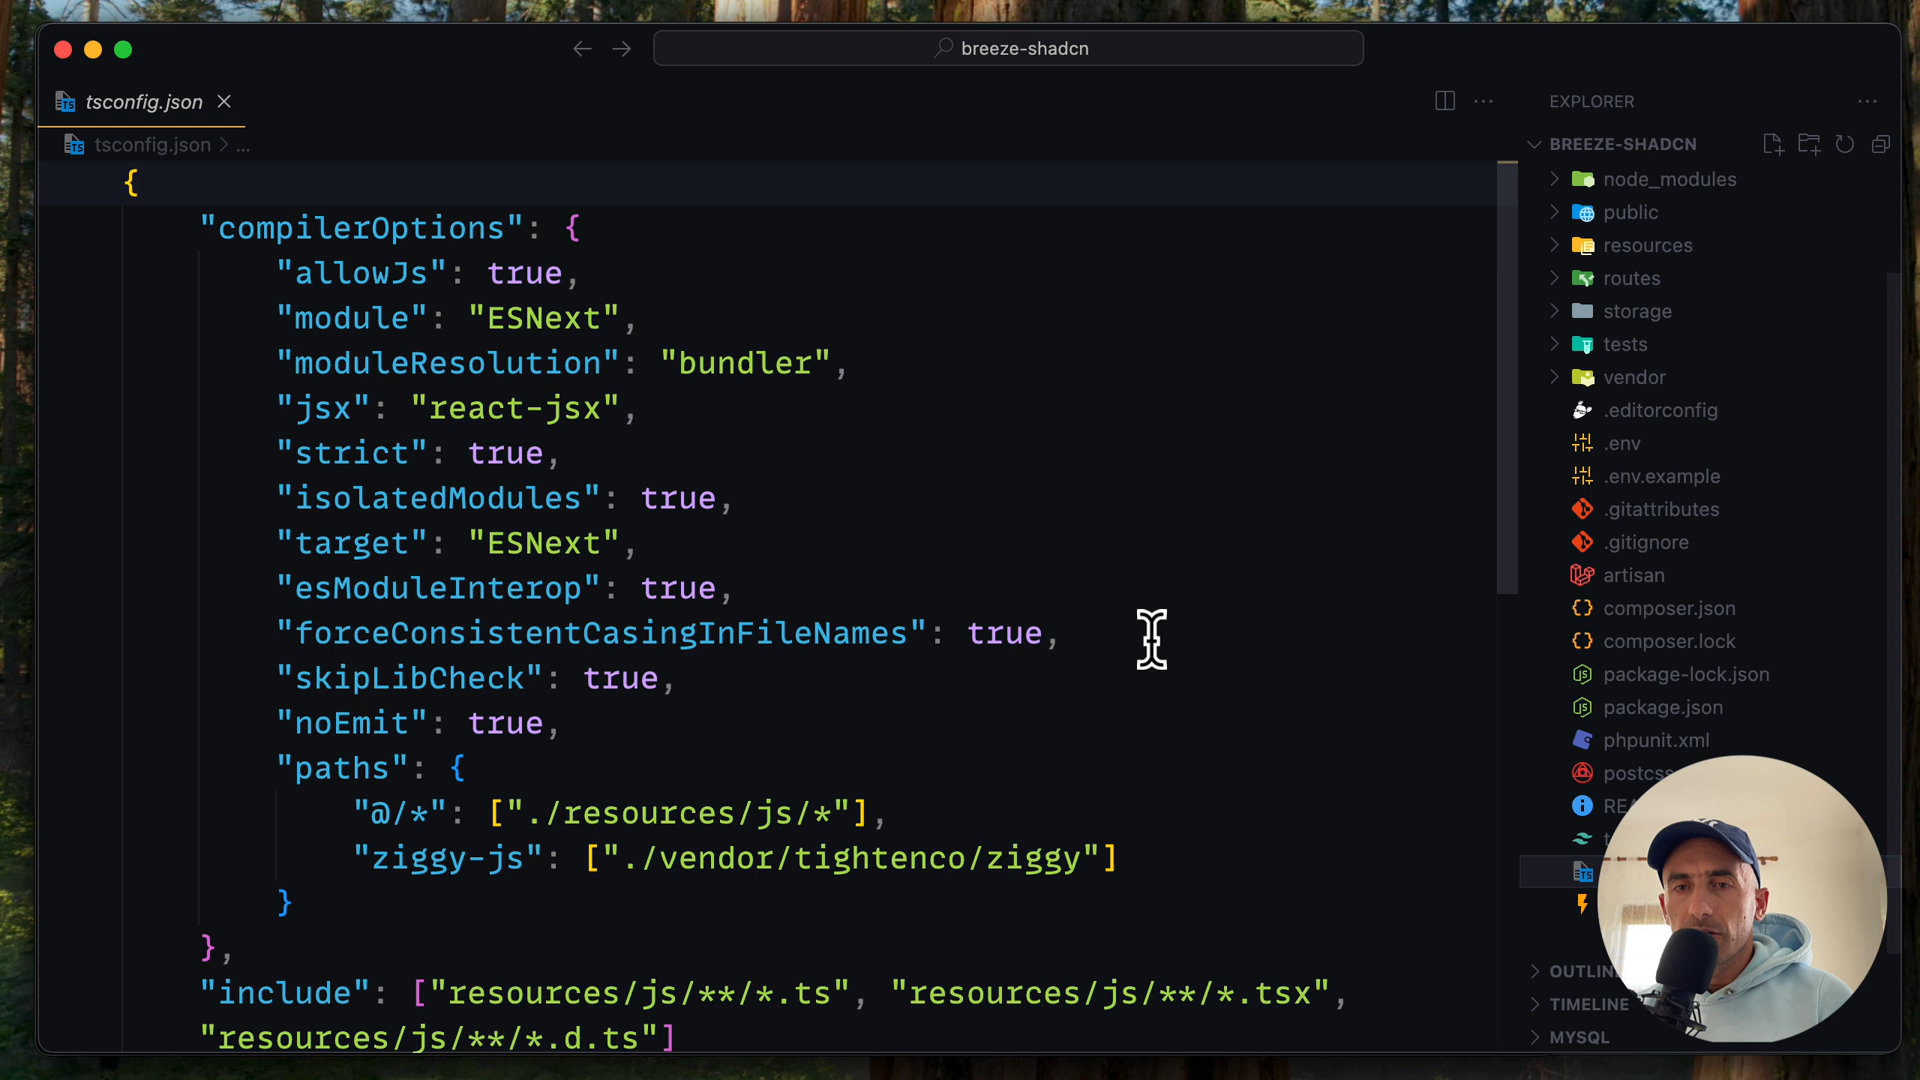 breeze-shadcn
tsconfig.json
tsconfig.json > ...
{
"compilerOptions": {
"allowJs": true,
"module": "ESNext",
"moduleResolution": "bundler",
"jsx": "react-jsx",
"strict": true,
"isolatedModules": true,
"target": "ESNext",
"esModuleInterop": true,
"forceConsistentCasingInFileNames": true,
"skipLibCheck": true,
"noEmit": true,
"paths": {
"@/*": ["./resources/js/*"],
"ziggy-js": ["./vendor/tightenco/ziggy"]
}
},
"include": ["resources/js/**/*.ts", "resources/js/**/*.tsx",
"resources/js/**/*.d.ts"]
EXPLORER
BREEZE-SHADCN
node_modules
public
resources
routes
storage
tests
vendor
.editorconfig
.env
.env.example
.gitattributes
.gitignore
artisan
composer.json
composer.lock
package-lock.json
package.json
phpunit.xml
TIMELINE
MYSQL